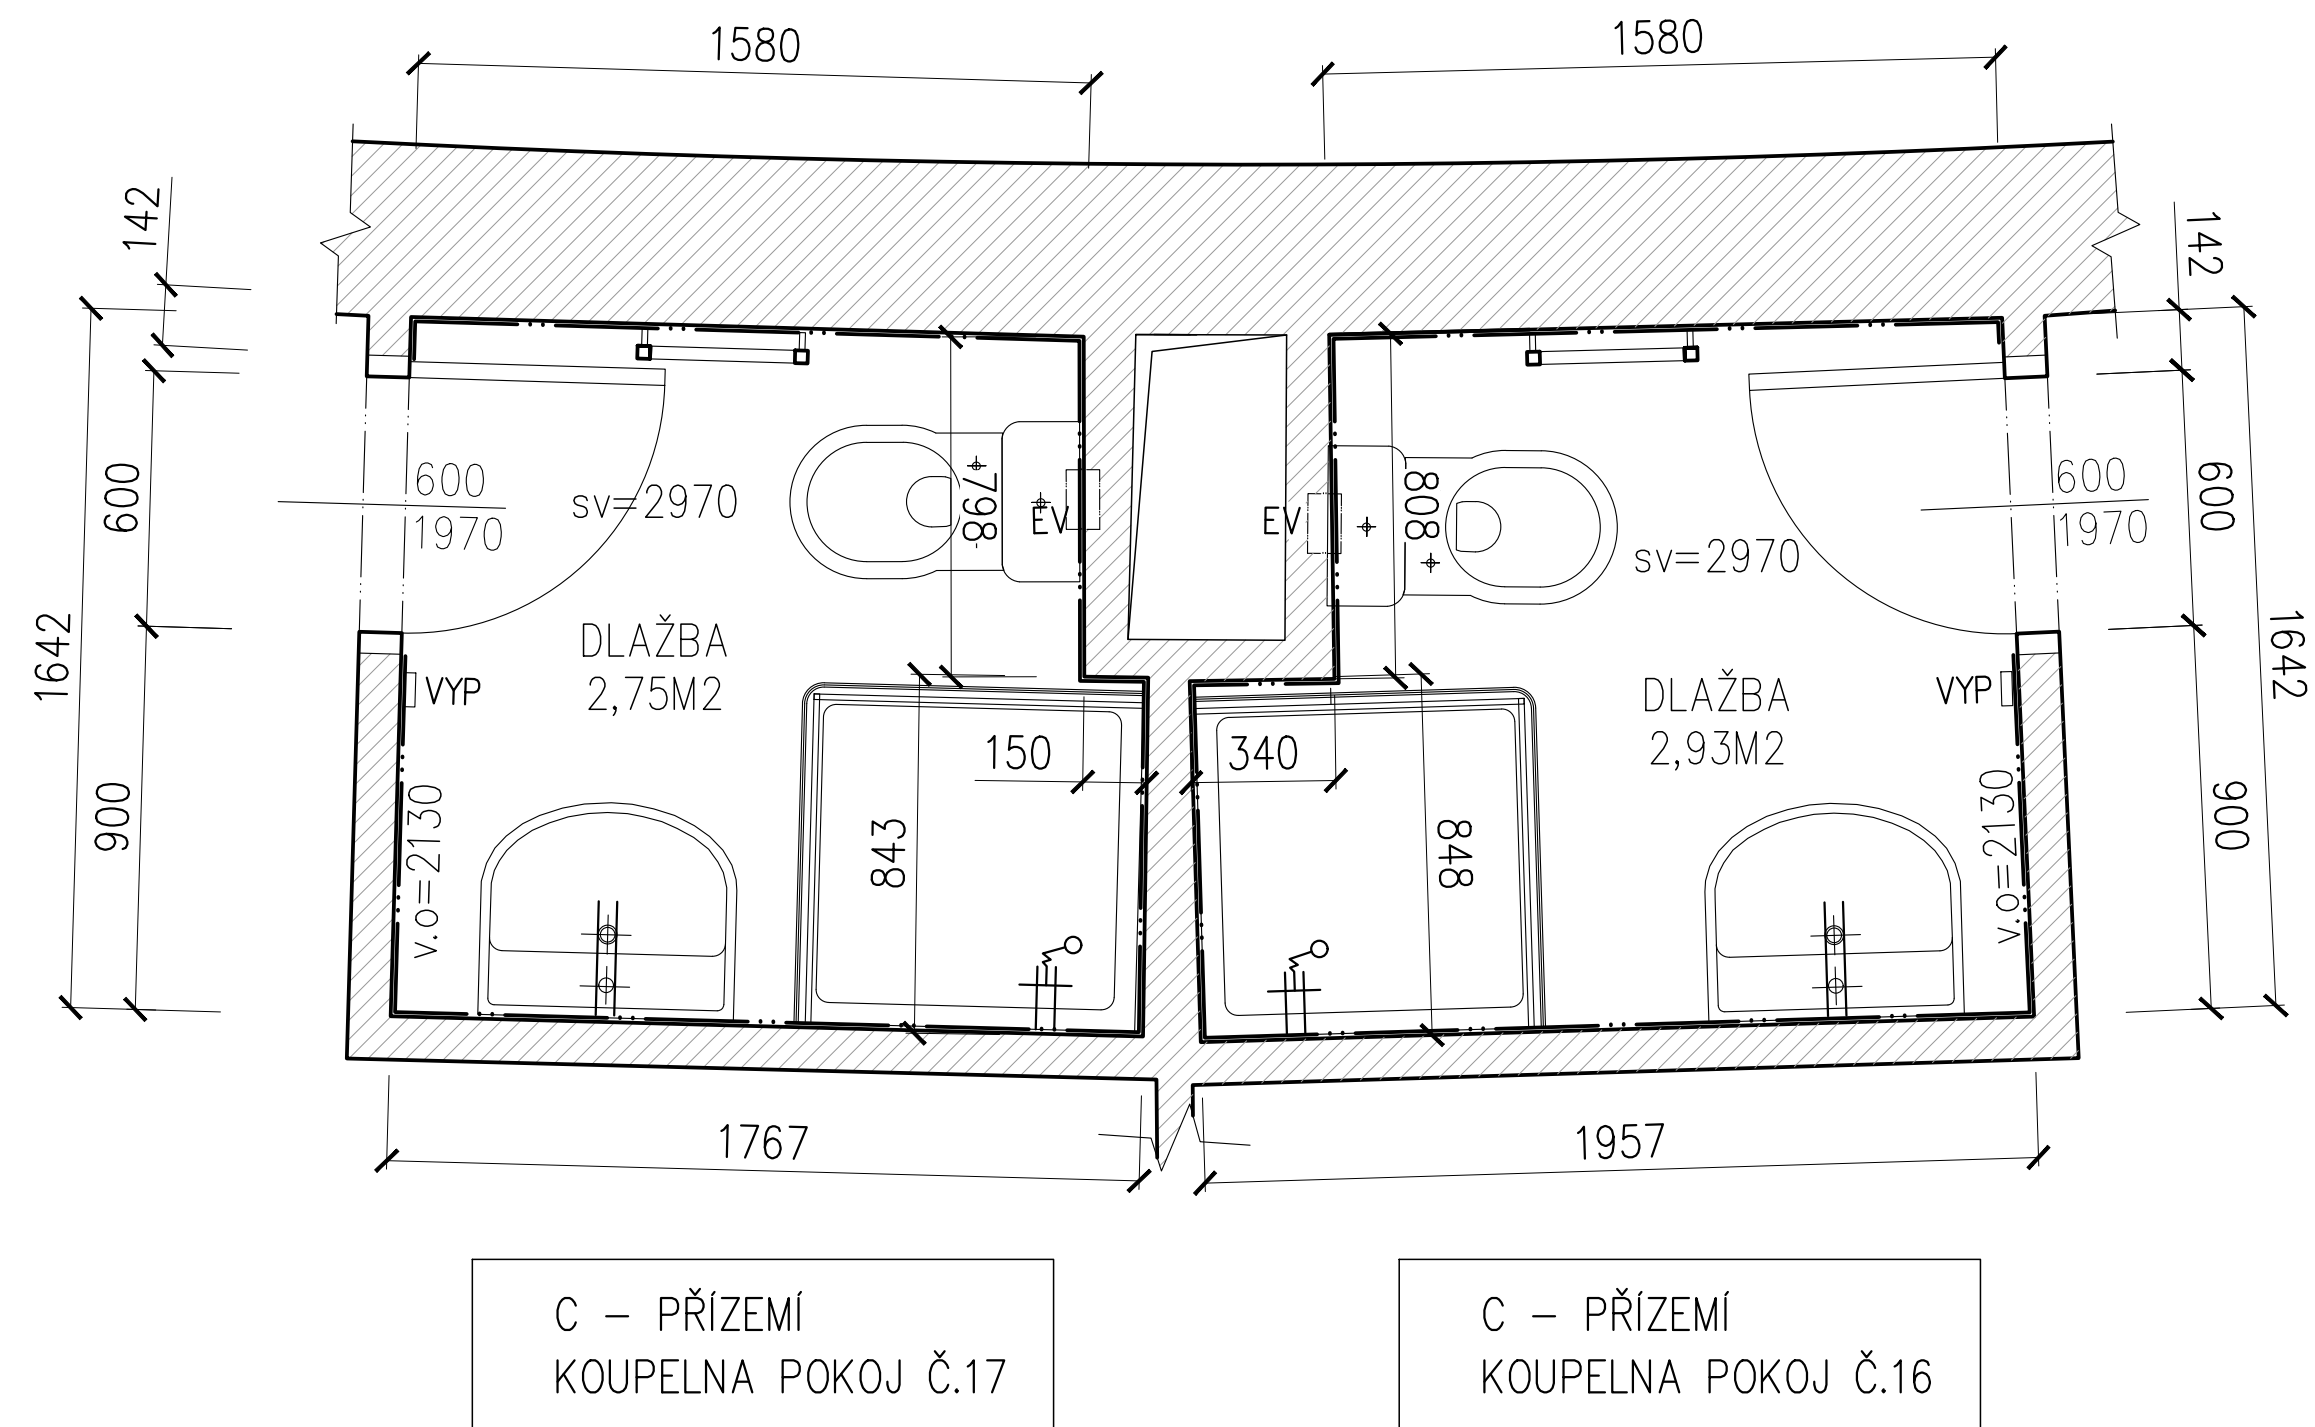 1580
1580
142
142
600
1970
sv=2970
798
EV
EV
808
sv=2970
600
1970
600
600
1642
1642
DLAŽBA
2,75M2
DLAŽBA
2,93M2
VYP
VYP
150
340
900
900
v.o=2130
843
848
v.o=2130
1767
1957
C – PŘÍZEMÍ
KOUPELNA POKOJ Č.17
C – PŘÍZEMÍ
KOUPELNA POKOJ Č.16